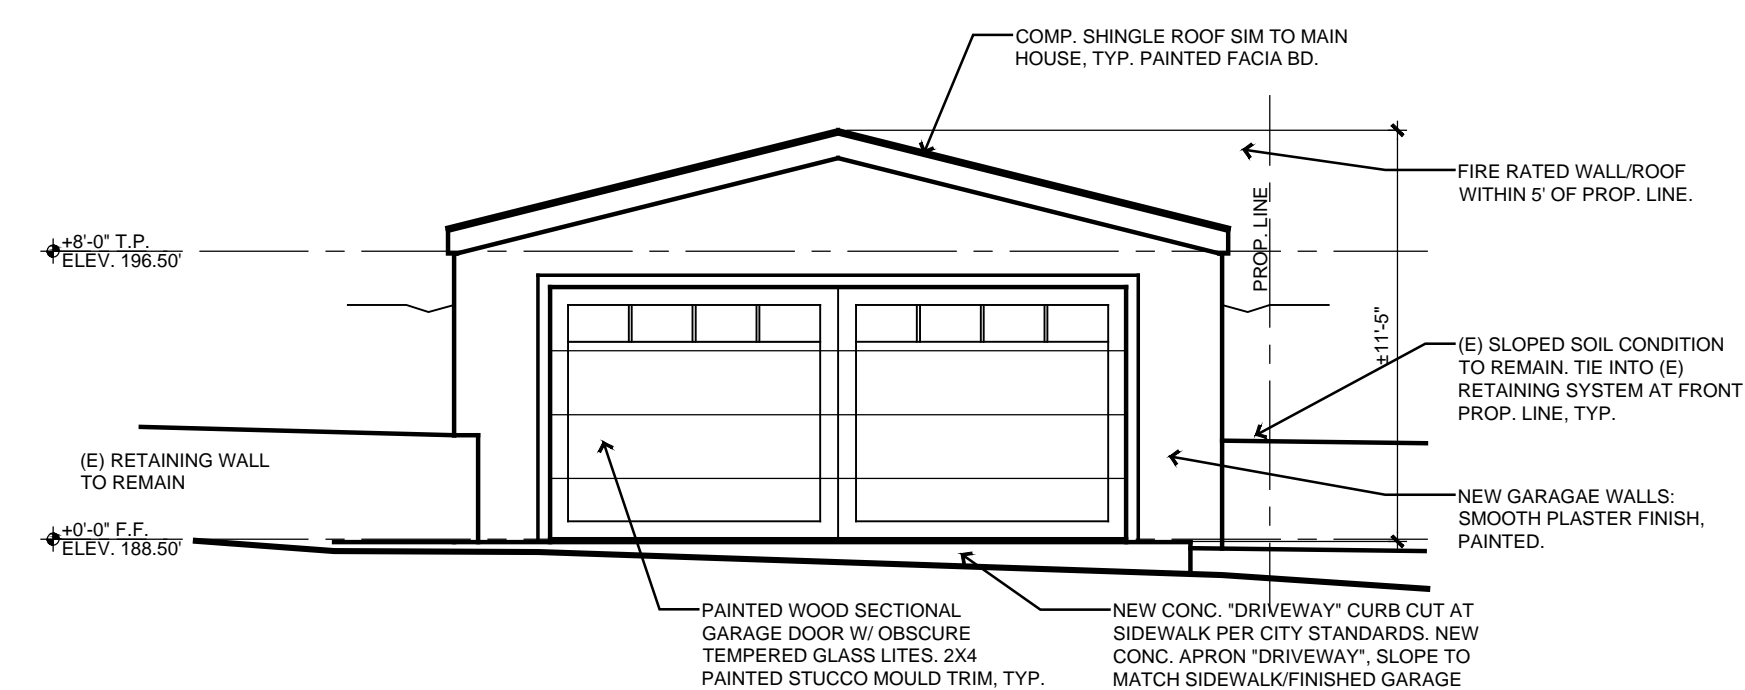 COMP. SHINGLE ROOF SIM TO MAIN
HOUSE, TYP. PAINTED FACIA BD.
FIRE RATED WALL/ROOF
WITHIN 5' OF PROP. LINE.
PROP. LINE
+8'-0" T.P.
ELEV. 196.50'
±11'-5"
(E) SLOPED SOIL CONDITION
TO REMAIN. TIE INTO (E)
RETAINING SYSTEM AT FRONT
PROP. LINE, TYP.
(E) RETAINING WALL
TO REMAIN
NEW GARAGAE WALLS:
SMOOTH PLASTER FINISH,
PAINTED.
+0'-0" F.F.
ELEV. 188.50'
PAINTED WOOD SECTIONAL
GARAGE DOOR W/ OBSCURE
TEMPERED GLASS LITES. 2X4
PAINTED STUCCO MOULD TRIM, TYP.
NEW CONC. "DRIVEWAY" CURB CUT AT
SIDEWALK PER CITY STANDARDS. NEW
CONC. APRON "DRIVEWAY", SLOPE TO
MATCH SIDEWALK/FINISHED GARAGE